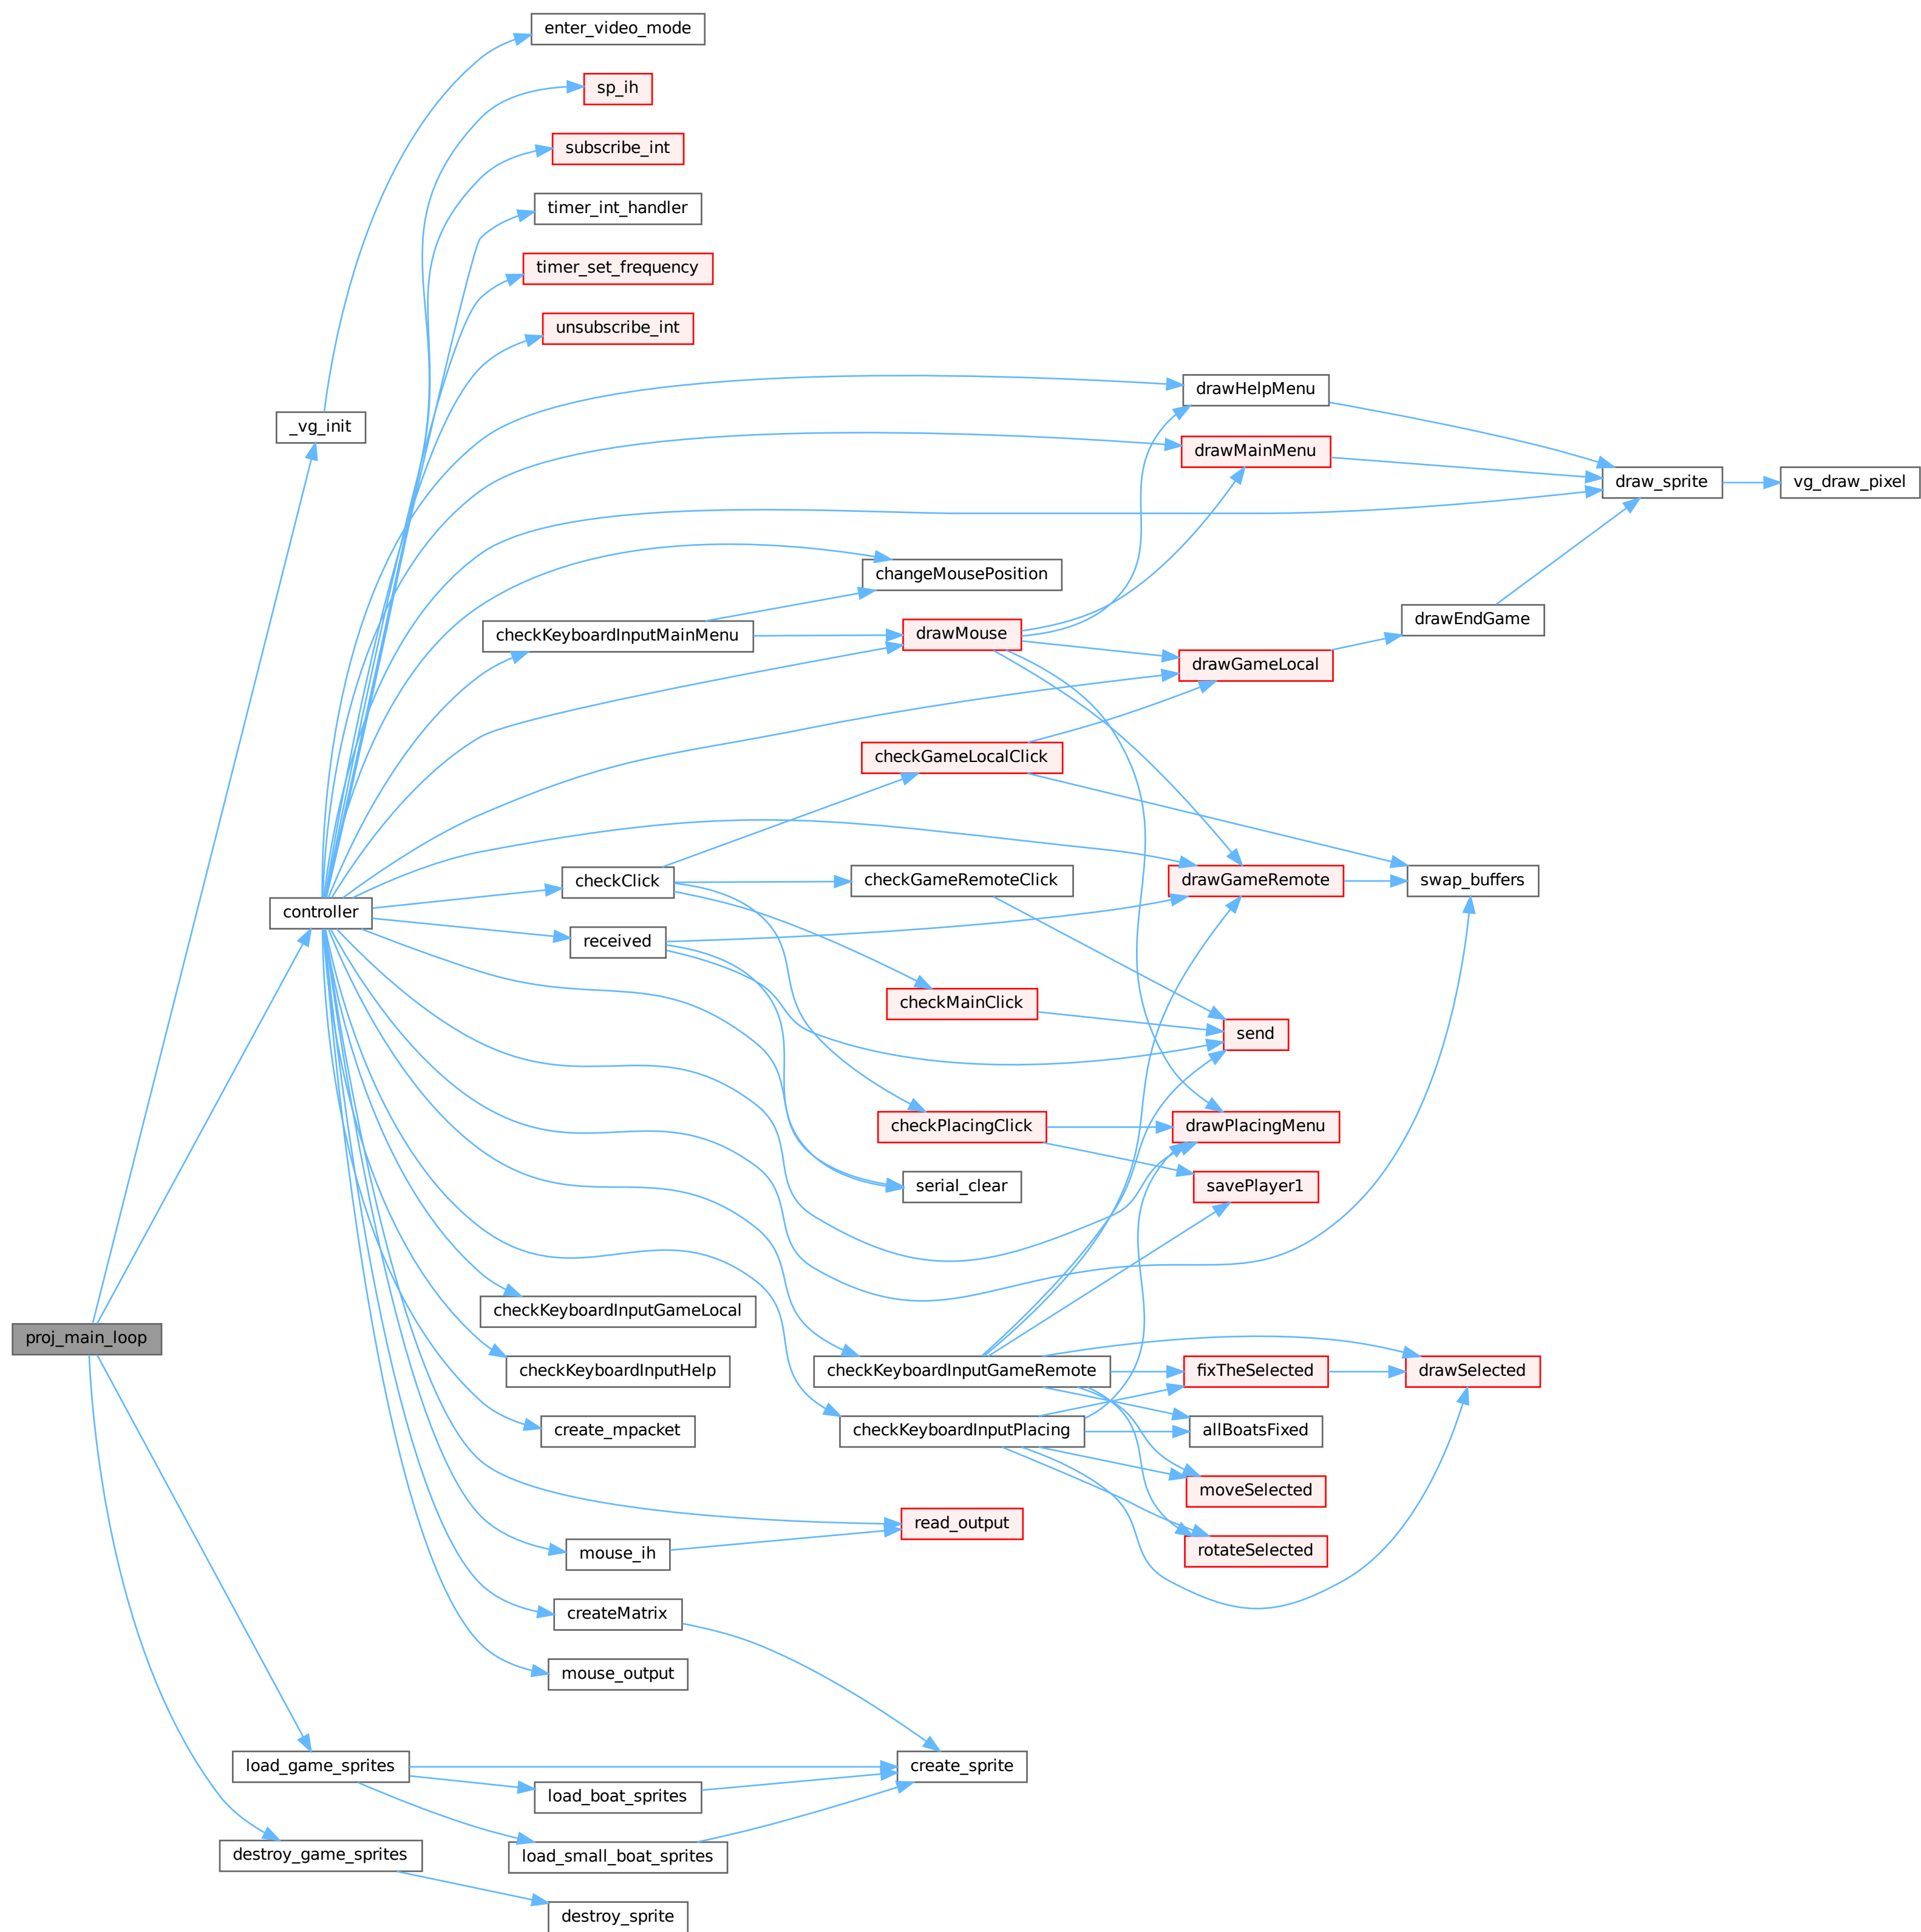 enter_video_mode
sp_ih
subscribe_int
timer_int_handler
timer_set_frequency
unsubscribe_int
drawHelpMenu
_vg_init
drawMainMenu
draw_sprite
vg_draw_pixel
changeMousePosition
drawEndGame
checkKeyboardInputMainMenu
drawMouse
drawGameLocal
checkGameLocalClick
checkClick
checkGameRemoteClick
drawGameRemote
swap_buffers
controller
received
checkMainClick
send
checkPlacingClick
drawPlacingMenu
serial_clear
savePlayer1
checkKeyboardInputGameLocal
proj_main_loop
checkKeyboardInputHelp
checkKeyboardInputGameRemote
fixTheSelected
drawSelected
create_mpacket
checkKeyboardInputPlacing
allBoatsFixed
moveSelected
read_output
mouse_ih
rotateSelected
createMatrix
mouse_output
load_game_sprites
create_sprite
load_boat_sprites
destroy_game_sprites
load_small_boat_sprites
destroy_sprite